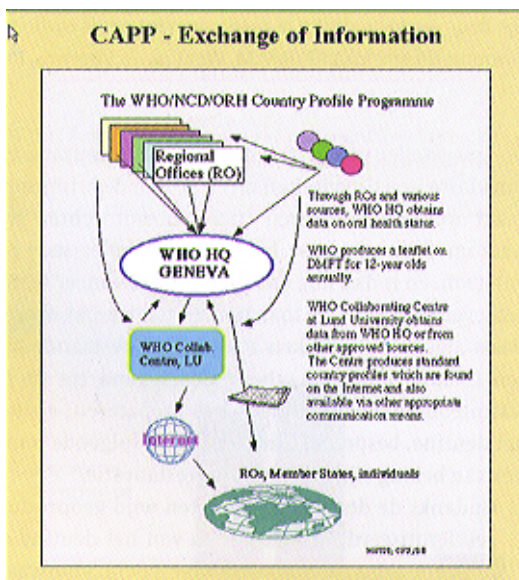 CAPP - Exchange of Information
The WHO/NCD/ORH Country Profile Programme
Regional
Offices (RO)
Through ROs and various
sources, WHO HQ obtains
data on oral health status.
WHO HQ
GENEVA
WHO produces a leaflet on
DMFT for 12-year olds
WHO Collaborating Centre
at Lund University obtains
data from WHO HQ or from
other approved sources.
The Centre produces standard
country profiles which are found
on the Internet and also
available via other appropriate
communication means.
WHO Collab.
Centre, LU
Internet
ROs, Member States, individuals